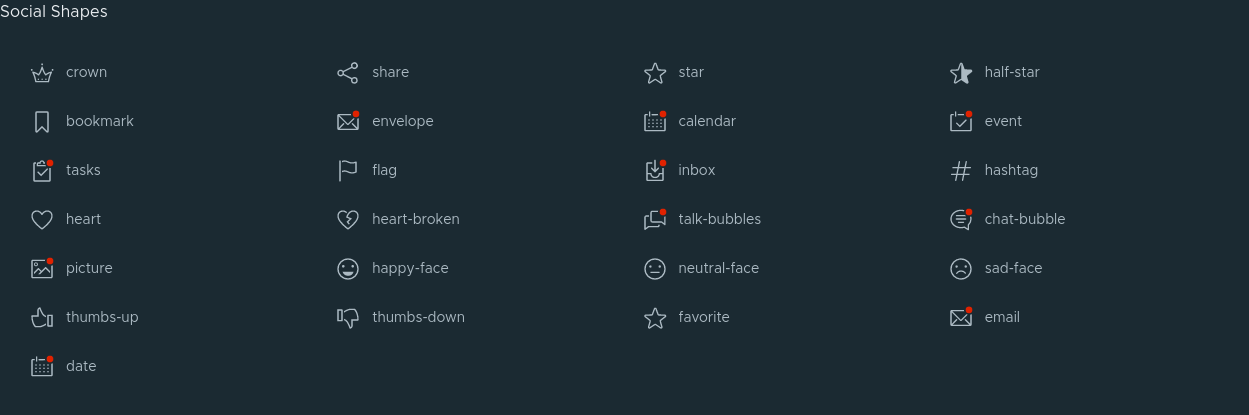 Social Shapes
crown
share
star
half-star
bookmark
envelope
calendar
event
tasks
flag
inbox
hashtag
heart
heart-broken
talk-bubbles
chat-bubble
picture
happy-face
neutral-face
sad-face
thumbs-up
thumbs-down
favorite
email
date